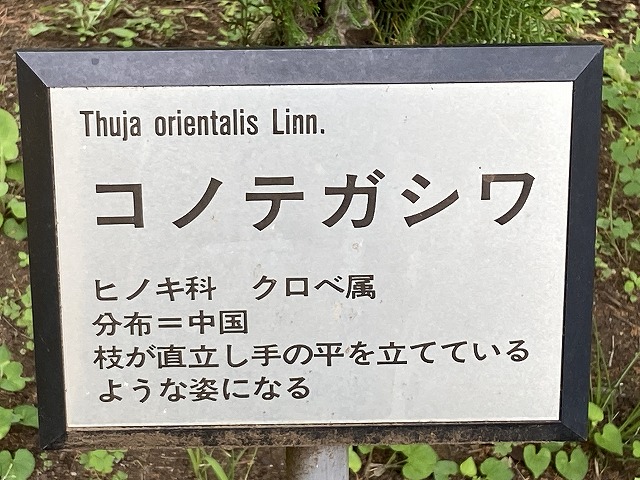 Thuja orientalis Linn.
コノテガシワ
ヒノキ科　クロベ属
分布＝中国
枝が直立し手の平を立てている
ような姿になる